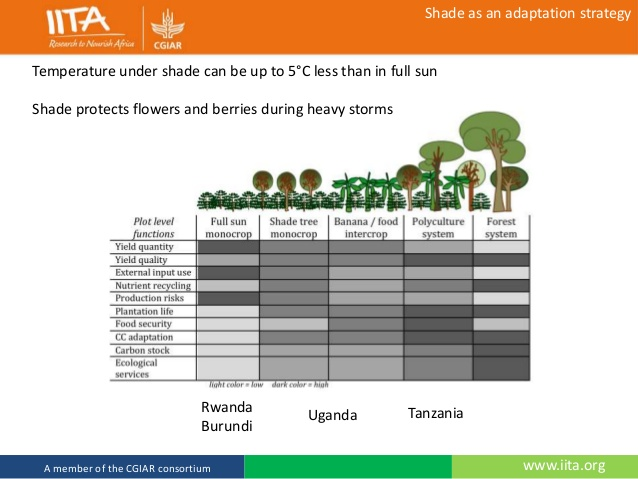 IITA
Research to Nourish Africa
CGIAR
Shade as an adaptation strategy
Temperature under shade can be up to 5°C less than in full sun
Shade protects flowers and berries during heavy storms
Plot level functions | Full sun monocrop | Shade tree monocrop | Banana / food intercrop | Polyculture system | Forest system
Yield quantity
Yield quality
External input use
Nutrient recycling
Production risks
Plantation life
Food security
CC adaptation
Carbon stock
Ecological
services
light color = low dark color = high
Rwanda
Burundi
Uganda
Tanzania
A member of the CGIAR consortium
www.iita.org